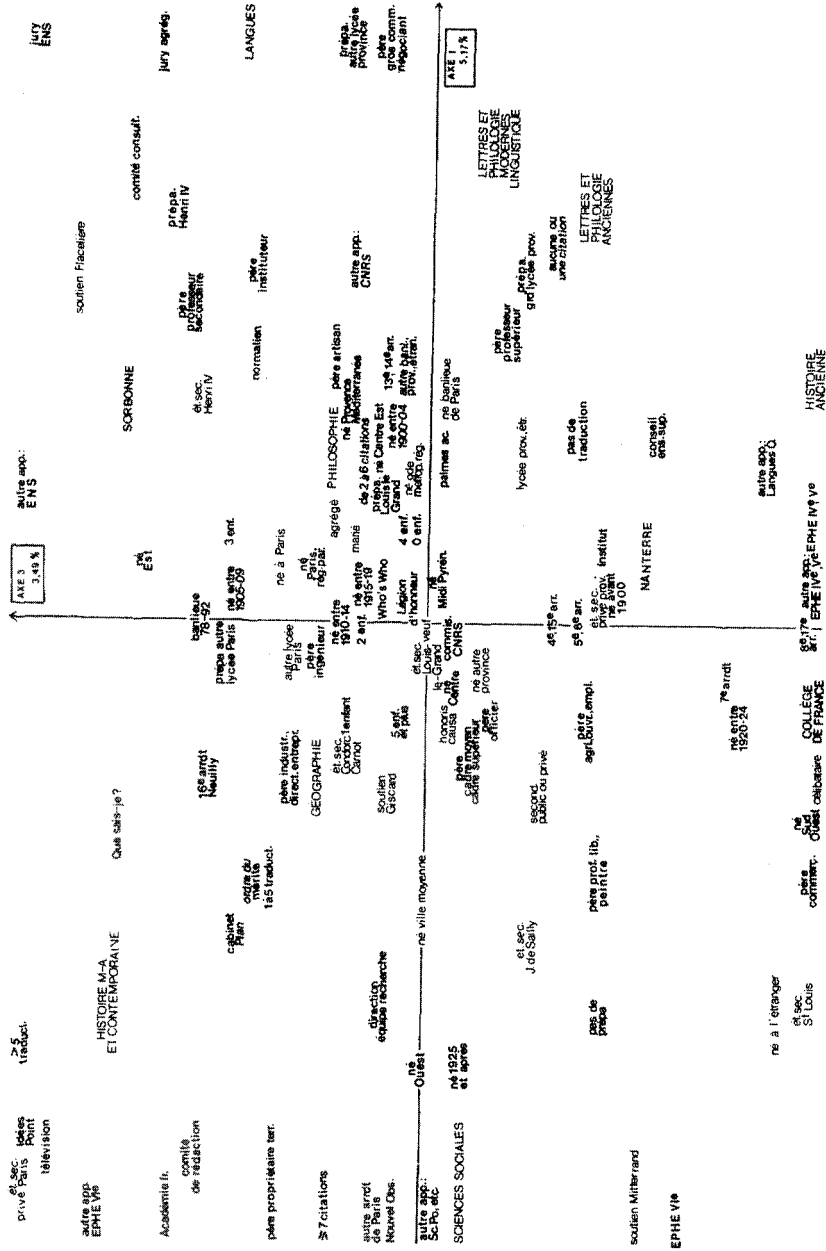 et.sec.
privé Paris
Idées
Point
télévision
autre app.
EPHE VIe
Académie fr.
comité
de rédaction
père propriétaire terr.
≥7 citations
autre arrdt
de Paris
Nouvel Obs.
autre app.:
Sc.Po, etc.
SCIENCES SOCIALES
soutien Mitterrand
EPHE VIe
>5
traduct.
HISTOIRE M-A
ET CONTEMPORAINE
direction
équipe recherche
né
Ouest
né 1925
et après
pas de
prépa
né à l'étranger
et.sec.
St Louis
Que sais-je?
cabinet
Plan
ordre du
mérite
1à5 traduct.
né ville moyenne
et sec.
J.de Sailly
père prof. lib.,
peintre
père
commerc.
né
Sud
Ouest
célibataire
16e arrdt
Neuilly
père industr.,
direct.entrepr.
GEOGRAPHIE
et.sec.
Condorc.
Carnot
1enfant
soutien
Giscard
5 enf.
et plus
honoris
causa
père
cadre moyen
cadre supérieur
père
officier
second.
public ou privé
père
agri.,ouvr.,empl.
né entre
1920-24
7e arrdt
COLLÈGE
DE FRANCE
AXE 3
3,49 %
banlieue
78-92
né entre
1905-09
prépa autre
lycée Paris
3 enf.
né
Est
autre lycée
Paris
père
ingénieur
né à Paris
né
Paris,
rég.par.
né entre
1910-14
né entre
1915-19
2 enf.
marié
Who's Who
Légion
d'honneur
4 enf.
0 enf.
et.sec.
Louis-
le-Grand
veuf
né
Centre
commis.
CNRS
né autre
province
né
Midi Pyrén.
4e,15e arr.
5e,6e arr.
et sec.
privé prov.
né avant
1900
Institut
NANTERRE
8e,17e
arr.
autre app.:
EPHE IVe,Ve
EPHE IVe Ve
autre app.:
ENS
SORBONNE
et.sec.
Henri IV
normalien
agrégé
PHILOSOPHIE
père artisan
né Provence
Méditerranée
de 2 à 6 citations
prépa.
Louis le
Grand
né Centre Est
né entre
1900-04
13e,14e arr.
autre banl.,
prov.,étran.
palmes ac.
né banlieue
de Paris
lycée prov.,étr.
pas de
traduction
conseil
ens.sup.
autre app.:
Langues O.
HISTOIRE
ANCIENNE
soutien Flacelière
père
professeur
secondaire
père
instituteur
autre app.:
CNRS
père
professeur
supérieur
prépa.
gd lycée prov.
aucune ou
une citation
LETTRES ET
PHILOLOGIE
ANCIENNES
comité consult.
prépa.
Henri IV
LETTRES ET
PHILOLOGIE
MODERNES
LINGUISTIQUE
jury
ENS
jury agrég.
LANGUES
prépa.
autre lycée
province
père
gros comm.
négociant
AXE 1
5,17%